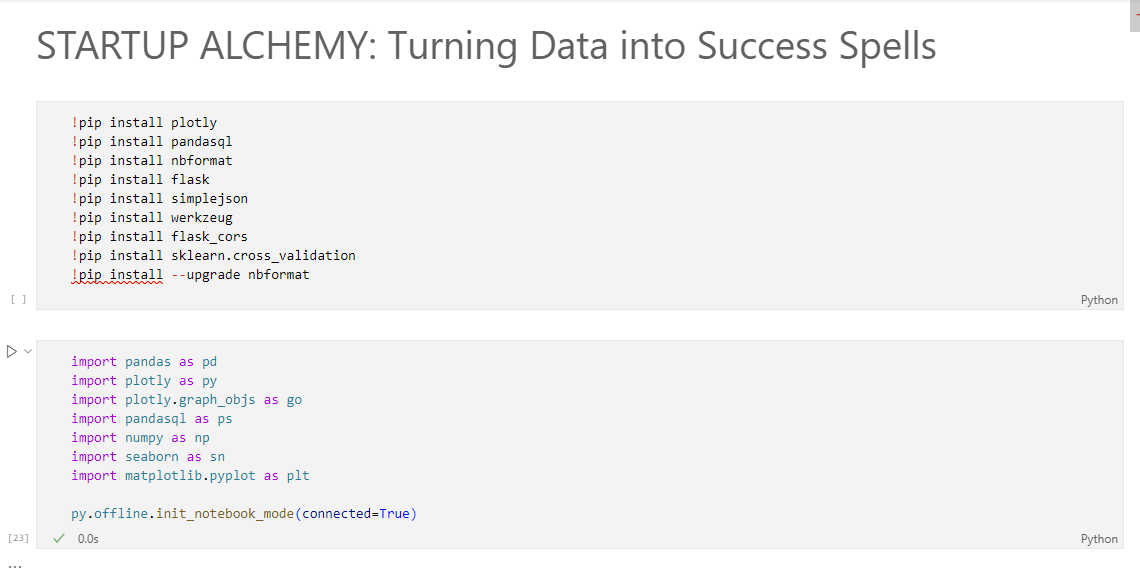 STARTUP ALCHEMY: Turning Data into Success Spells
!pip install plotly
!pip install pandasql
!pip install nbformat
!pip install flask
!pip install simplejson
!pip install werkzeug
!pip install flask_cors
!pip install sklearn.cross_validation
!pip install --upgrade nbformat
[ ] Python
import pandas as pd
import plotly as py
import plotly.graph_objs as go
import pandasql as ps
import numpy as np
import seaborn as sn
import matplotlib.pyplot as plt
py.offline.init_notebook_mode(connected=True)
[23] ✓ 0.0s Python
...